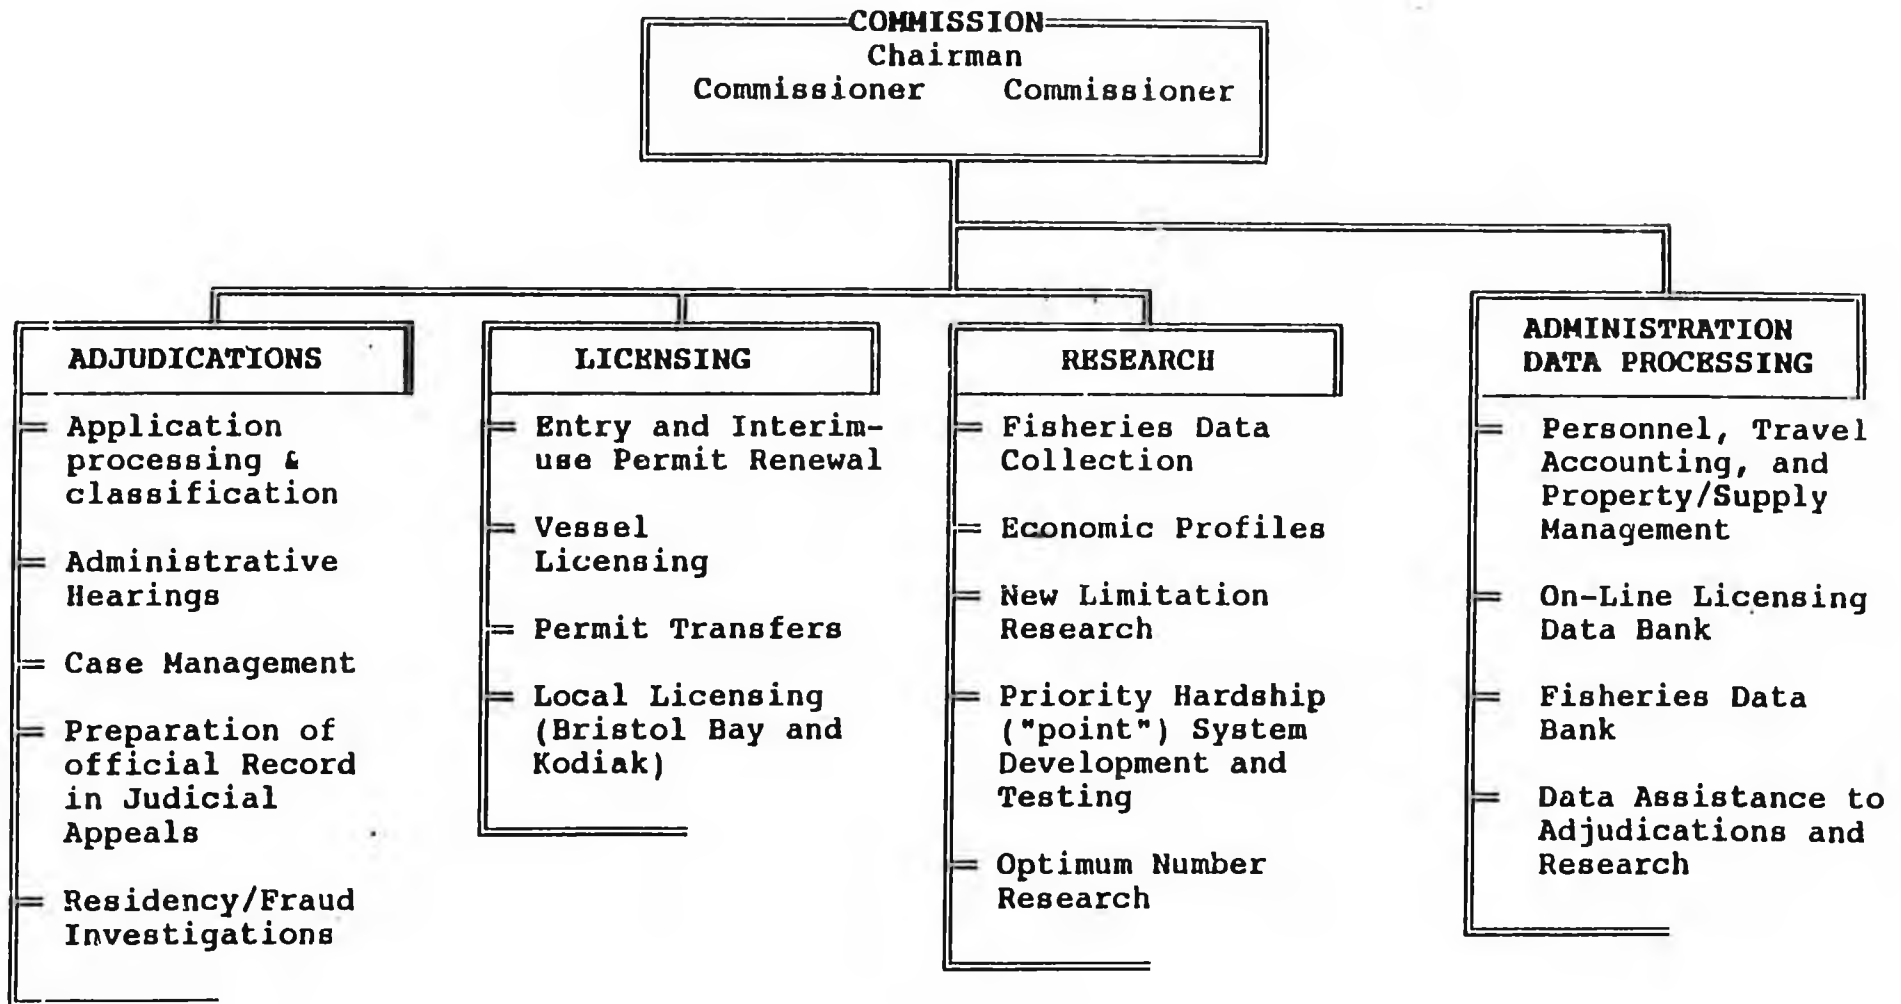 COMMISSION
Chairman
Commissioner Commissioner
ADJUDICATIONS
Application
processing &
classification
Administrative
Hearings
Case Management
Preparation of
official Record
in Judicial
Appeals
Residency/Fraud
Investigations
LICENSING
Entry and Interim-
use Permit Renewal
Vessel
Licensing
Permit Transfers
Local Licensing
(Bristol Bay and
Kodiak)
RESEARCH
Fisheries Data
Collection
Economic Profiles
New Limitation
Research
Priority Hardship
("point") System
Development and
Testing
Optimum Number
Research
ADMINISTRATION
DATA PROCESSING
Personnel, Travel
Accounting, and
Property/Supply
Management
On-Line Licensing
Data Bank
Fisheries Data
Bank
Data Assistance to
Adjudications and
Research